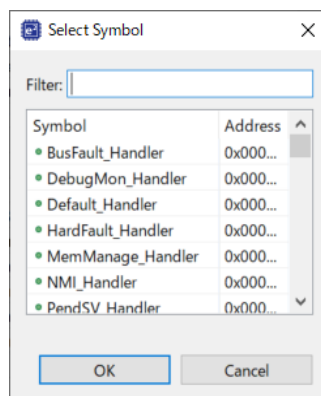 Select Symbol
Filter:
Symbol Address
BusFault_Handler 0x000...
DebugMon_Handler 0x000...
Default_Handler 0x000...
HardFault_Handler 0x000...
MemManage_Handler 0x000...
NMI_Handler 0x000...
PendSV_Handler 0x000...
OK Cancel